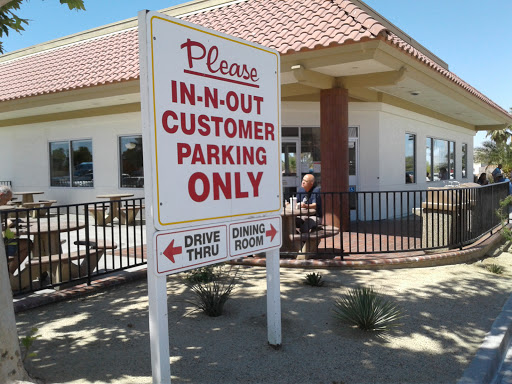 Please
IN-N-OUT
CUSTOMER
PARKING
ONLY
DRIVE
THRU
DINING
ROOM